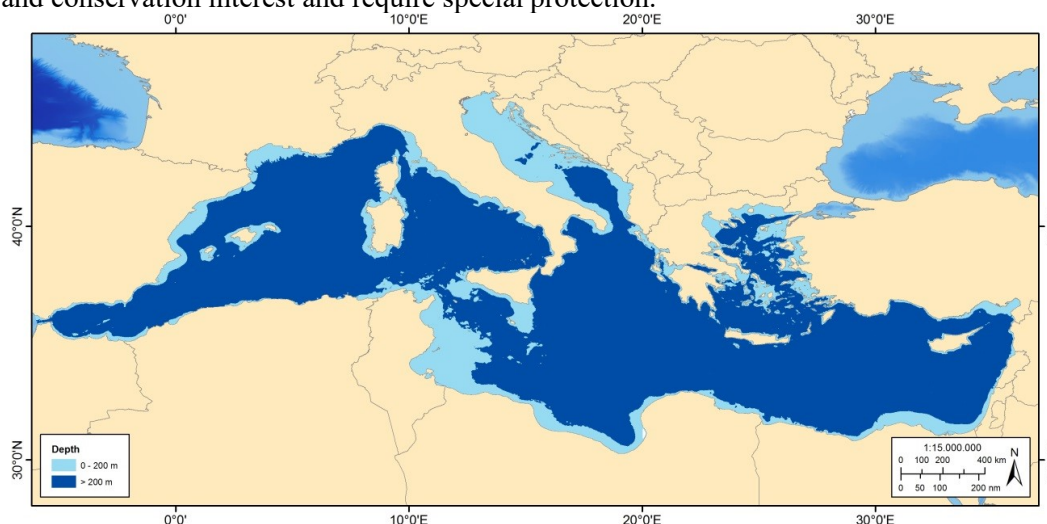 and conservation interest and require special protection.
0°0' 10°0'E 20°0'E 30°0'E
40°0'N
30°0'N
Depth
0 - 200 m
> 200 m
1:15.000.000
0 100 200 400 km
N
0 50 100 200 nm
0°0' 10°0'E 20°0'E 30°0'E